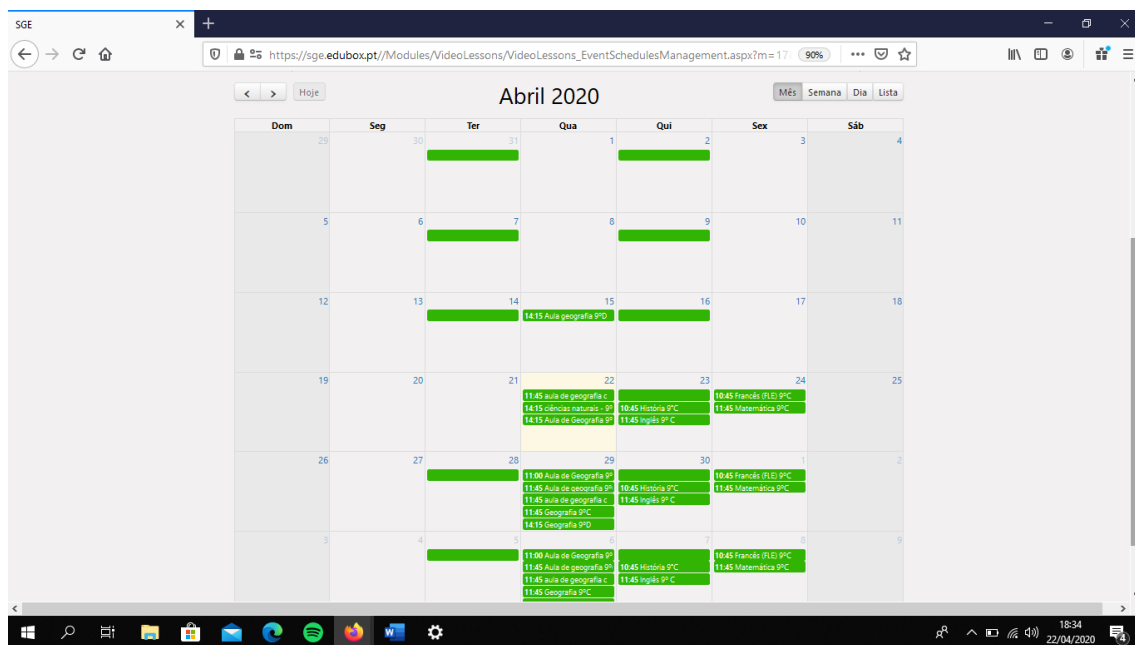 SGE
https://sge.edubox.pt//Modules/VideoLessons/VideoLessons_EventSchedulesManagement.aspx?m=17
90%
Hoje
Abril 2020
Mês Semana Dia Lista
Dom Seg Ter Qua Qui Sex Sáb
29 30 31 1 2 3 4
5 6 7 8 9 10 11
12 13 14 15 16 17 18
14:15 Aula geografia 9ºD
19 20 21 22 23 24 25
11:45 aula de geografia c 10:45 Francês (FLE) 9ºC
14:15 ciências naturais - 9º 10:45 História 9°C 11:45 Matemática 9ºC
14:15 Aula de Geografia 9º 11:45 Inglês 9º C
26 27 28 29 30 1 2
11:00 Aula de Geografia 9º 10:45 Francês (FLE) 9ºC
11:45 Aula de geografia 9º 10:45 História 9°C 11:45 Matemática 9ºC
11:45 aula de geografia c 11:45 Inglês 9º C
11:45 Geografia 9ºC
14:15 Geografia 9ºD
3 4 5 6 7 8 9
11:00 Aula de Geografia 9º 10:45 Francês (FLE) 9ºC
11:45 Aula de geografia 9º 10:45 História 9°C 11:45 Matemática 9ºC
11:45 aula de geografia c 11:45 Inglês 9º C
11:45 Geografia 9ºC
18:34
22/04/2020
4